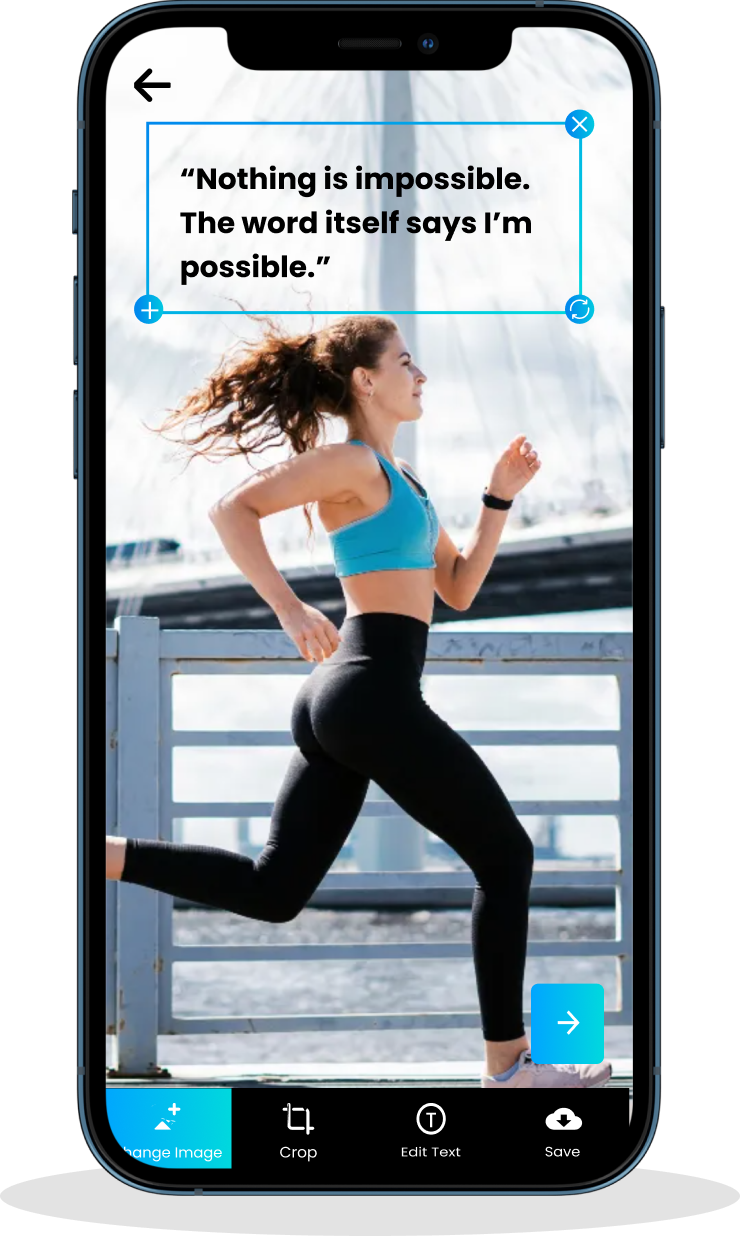 “Nothing is impossible.
The word itself says I’m
possible.”
hange Image
Crop
Edit Text
Save